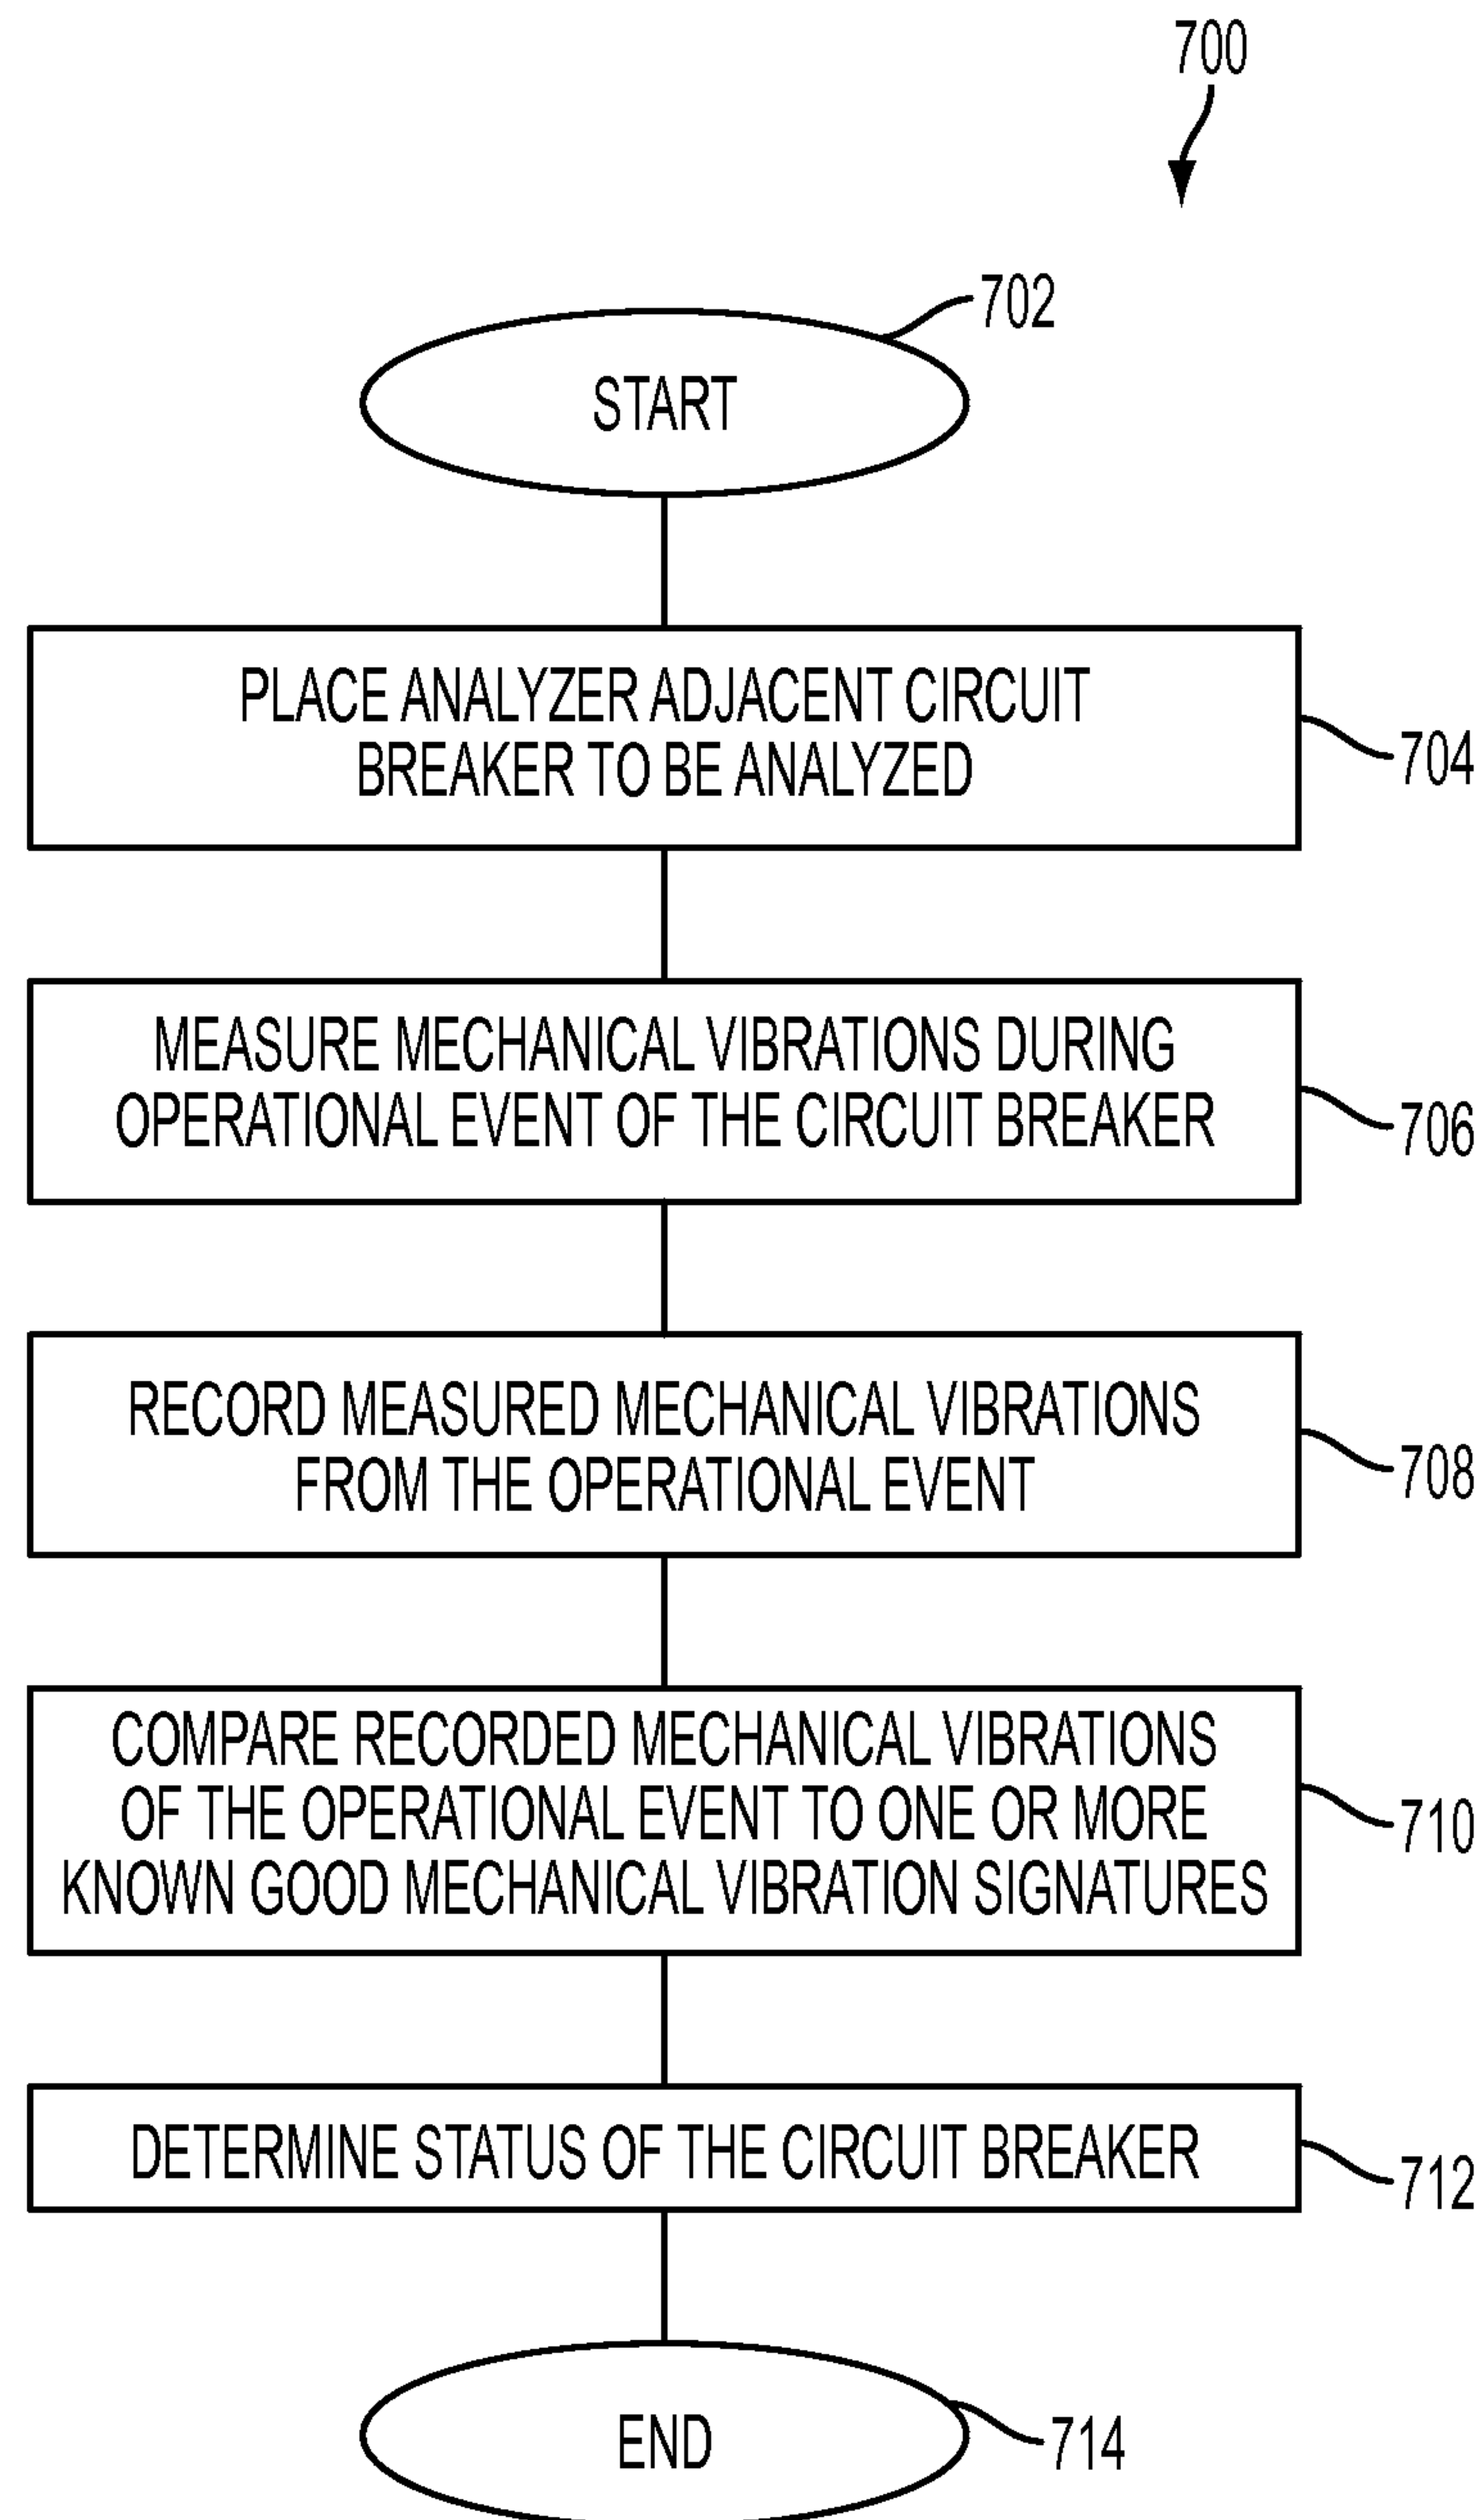 700
702
START
PLACE ANALYZER ADJACENT CIRCUIT
BREAKER TO BE ANALYZED
704
MEASURE MECHANICAL VIBRATIONS DURING
OPERATIONAL EVENT OF THE CIRCUIT BREAKER
706
RECORD MEASURED MECHANICAL VIBRATIONS
FROM THE OPERATIONAL EVENT
708
COMPARE RECORDED MECHANICAL VIBRATIONS
OF THE OPERATIONAL EVENT TO ONE OR MORE
KNOWN GOOD MECHANICAL VIBRATION SIGNATURES
710
DETERMINE STATUS OF THE CIRCUIT BREAKER
712
END
714